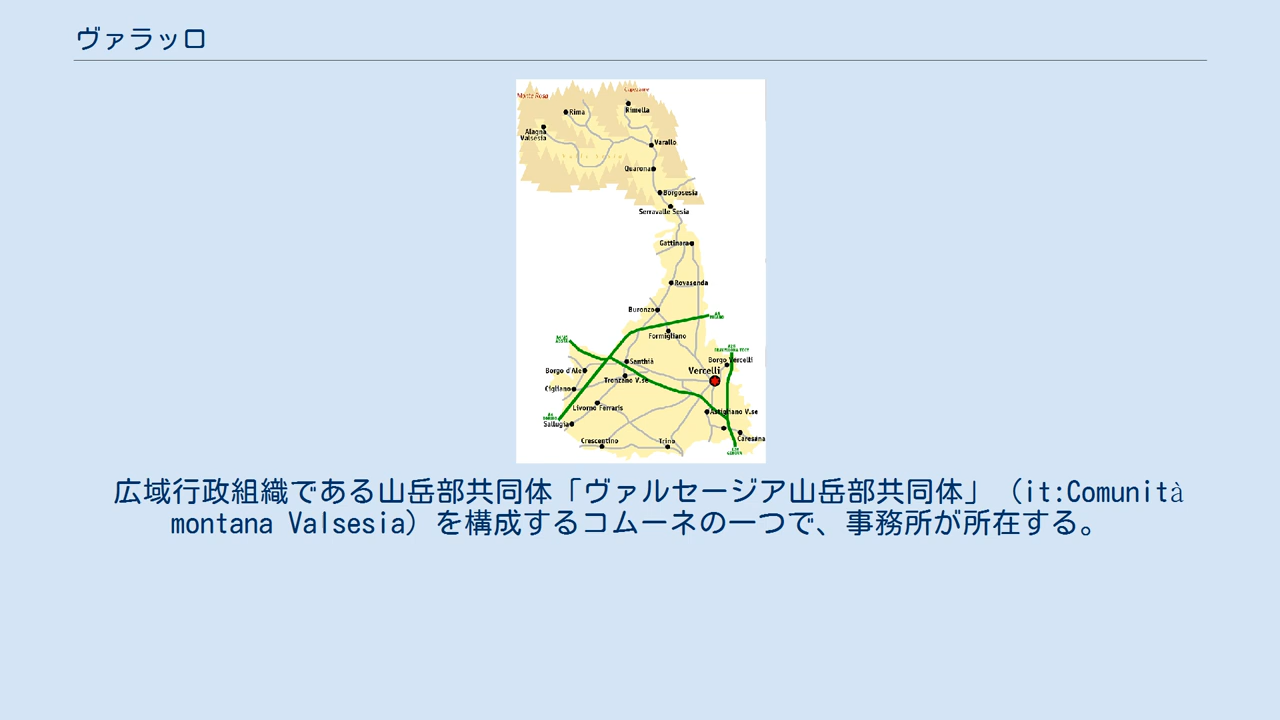 ヴァラッロ
Monte Rosa
Capezzone
Rima
Rimella
Alagna
Valsesia
Varallo
Quarona
Borgosesia
Serravalle Sesia
Gattinara
Rovasenda
Buronzo
Formigliano
Santhià
Borgo Vercelli
Borgo d'Ale
Tronzano V.se
Vercelli
Cigliano
Livorno Ferraris
Asigliano V.se
Saluggia
Crescentino
Trino
Caresana
広域行政組織である山岳部共同体「ヴァルセージア山岳部共同体」（it:Comunità
montana Valsesia）を構成するコムーネの一つで、事務所が所在する。